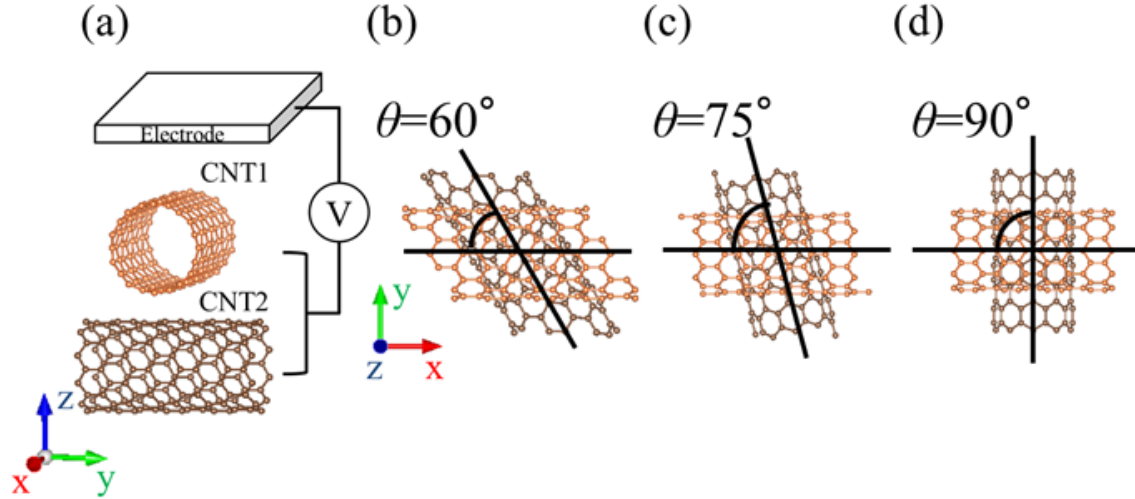 (a)
(b)
(c)
(d)
θ=60°
θ=75°
θ=90°
Electrode
CNT1
V
CNT2
y
z
x
z
x
y